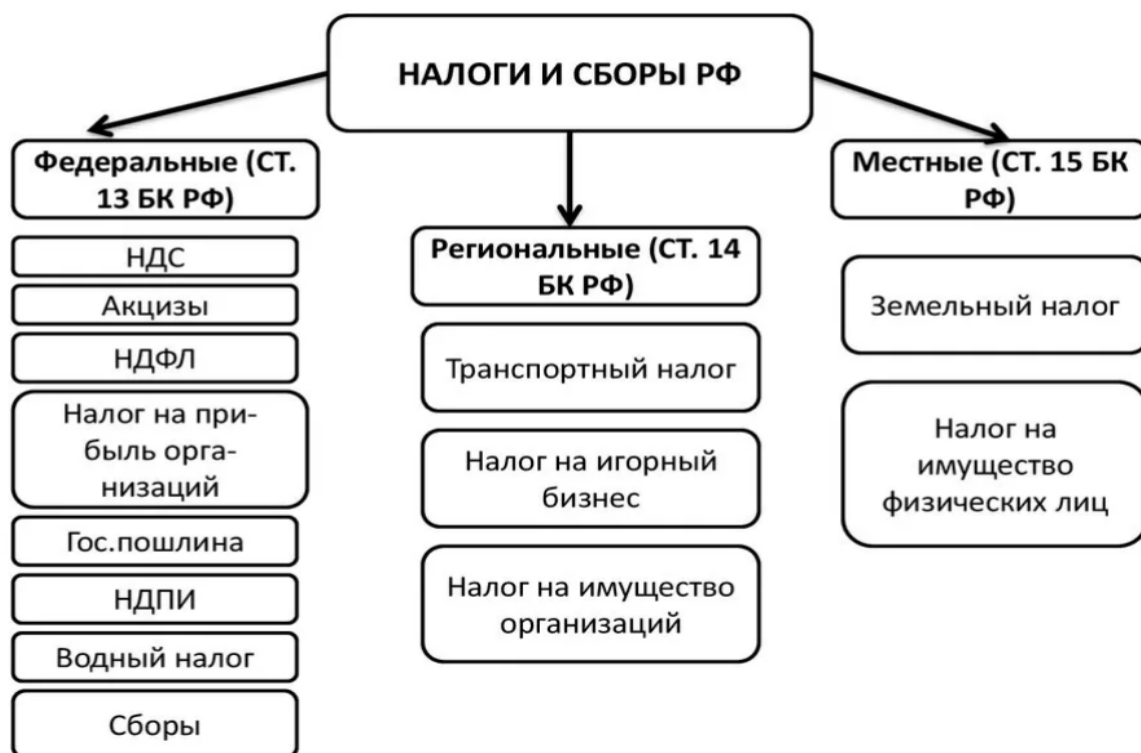 НАЛОГИ И СБОРЫ РФ
Федеральные (СТ.
13 БК РФ)
НДС
Акцизы
НДФЛ
Налог на при-
быль орга-
низаций
Гос.пошлина
НДПИ
Водный налог
Сборы
Региональные (СТ. 14
БК РФ)
Транспортный налог
Налог на игорный
бизнес
Налог на имущество
организаций
Местные (СТ. 15 БК
РФ)
Земельный налог
Налог на
имущество
физических лиц